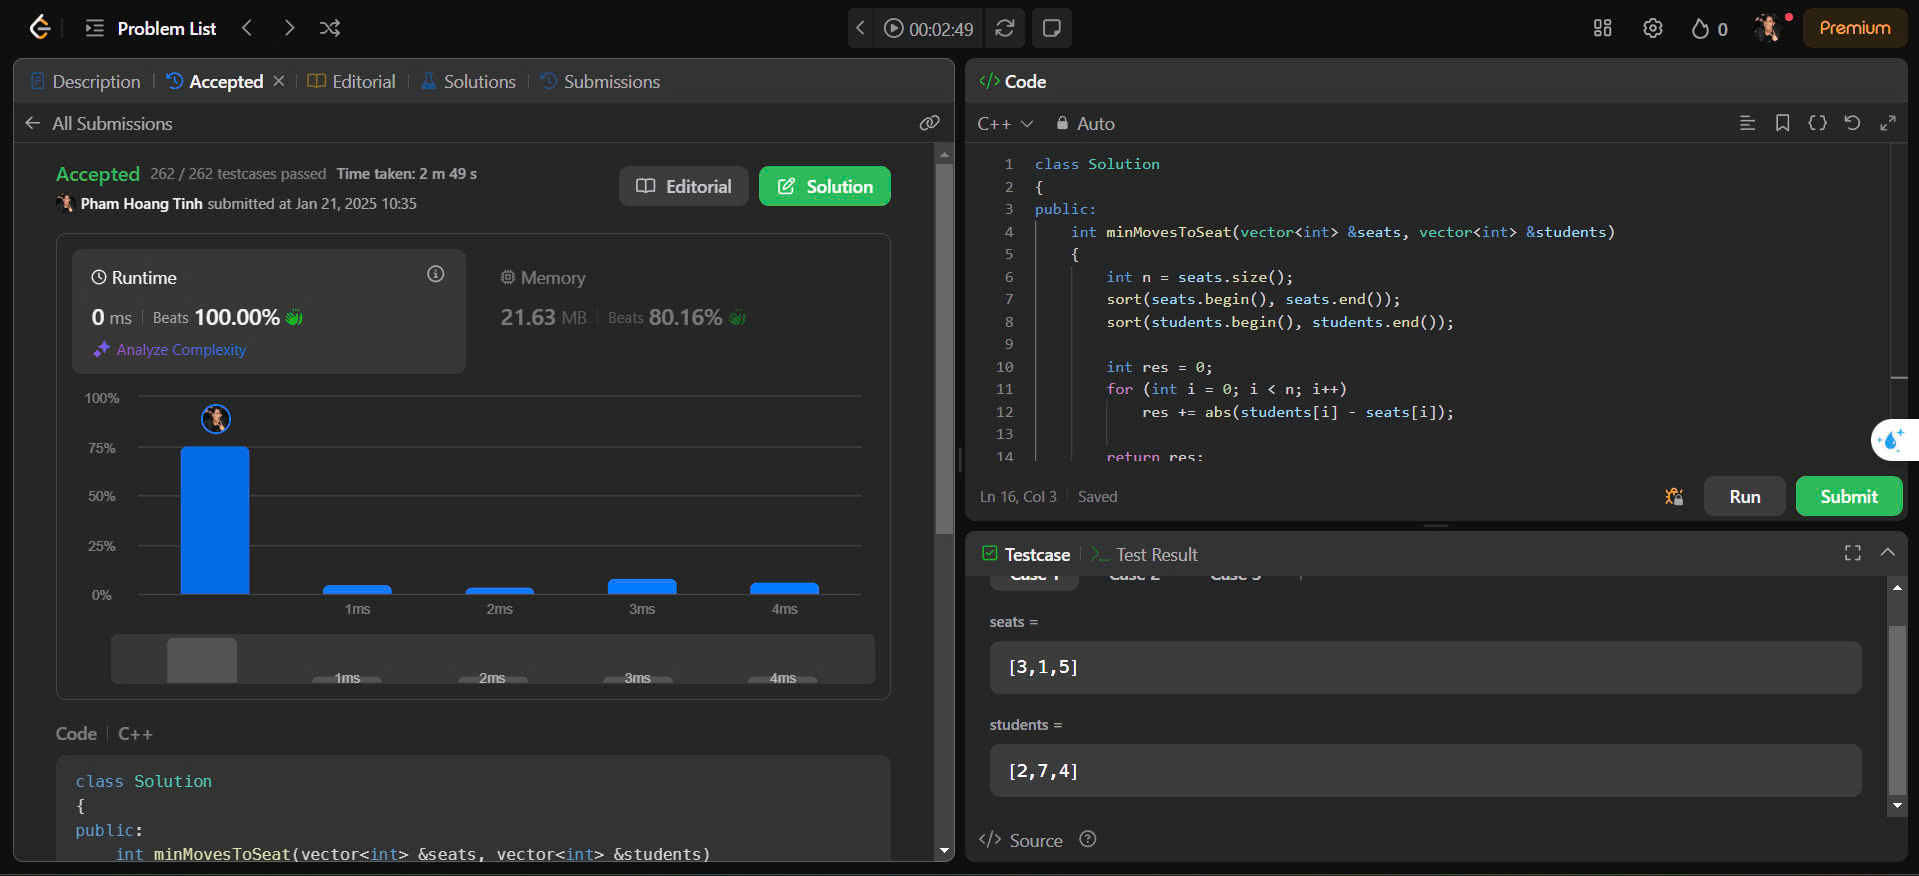 Problem List
00:02:49
0
Premium
Description
Accepted
Editorial
Solutions
Submissions
All Submissions
Accepted 262 / 262 testcases passed Time taken: 2 m 49 s
Pham Hoang Tinh submitted at Jan 21, 2025 10:35
Editorial
Solution
Runtime
0 ms Beats 100.00%
Analyze Complexity
Memory
21.63 MB Beats 80.16%
100%
75%
50%
25%
0%
1ms
2ms
3ms
4ms
1ms
2ms
3ms
4ms
Code C++
class Solution
{
public:
int minMovesToSeat(vector<int> &seats, vector<int> &students)
</> Code
C++
Auto
1 class Solution
2 {
3 public:
4 int minMovesToSeat(vector<int> &seats, vector<int> &students)
5 {
6 int n = seats.size();
7 sort(seats.begin(), seats.end());
8 sort(students.begin(), students.end());
9
10 int res = 0;
11 for (int i = 0; i < n; i++)
12 res += abs(students[i] - seats[i]);
13
14 return res;
Ln 16, Col 3 Saved
Run
Submit
Testcase
Test Result
Case 1
Case 2
Case 3
seats =
[3,1,5]
students =
[2,7,4]
</> Source